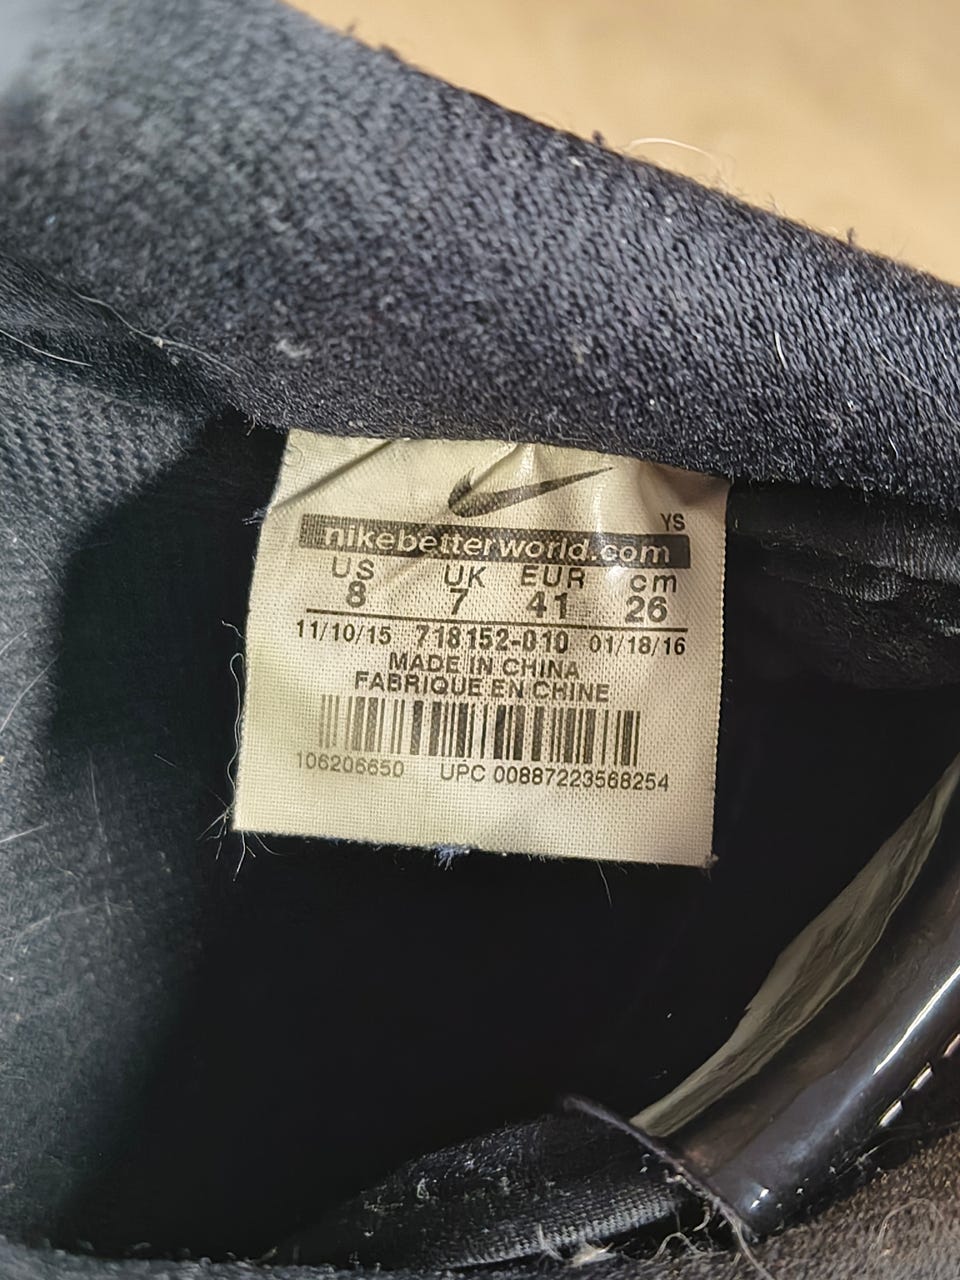 YS
nikebetterworld.com
US UK EUR cm
8 7 41 26
11/10/15 718152-010 01/18/16
MADE IN CHINA
FABRIQUE EN CHINE
106206650 UPC 00887223568254